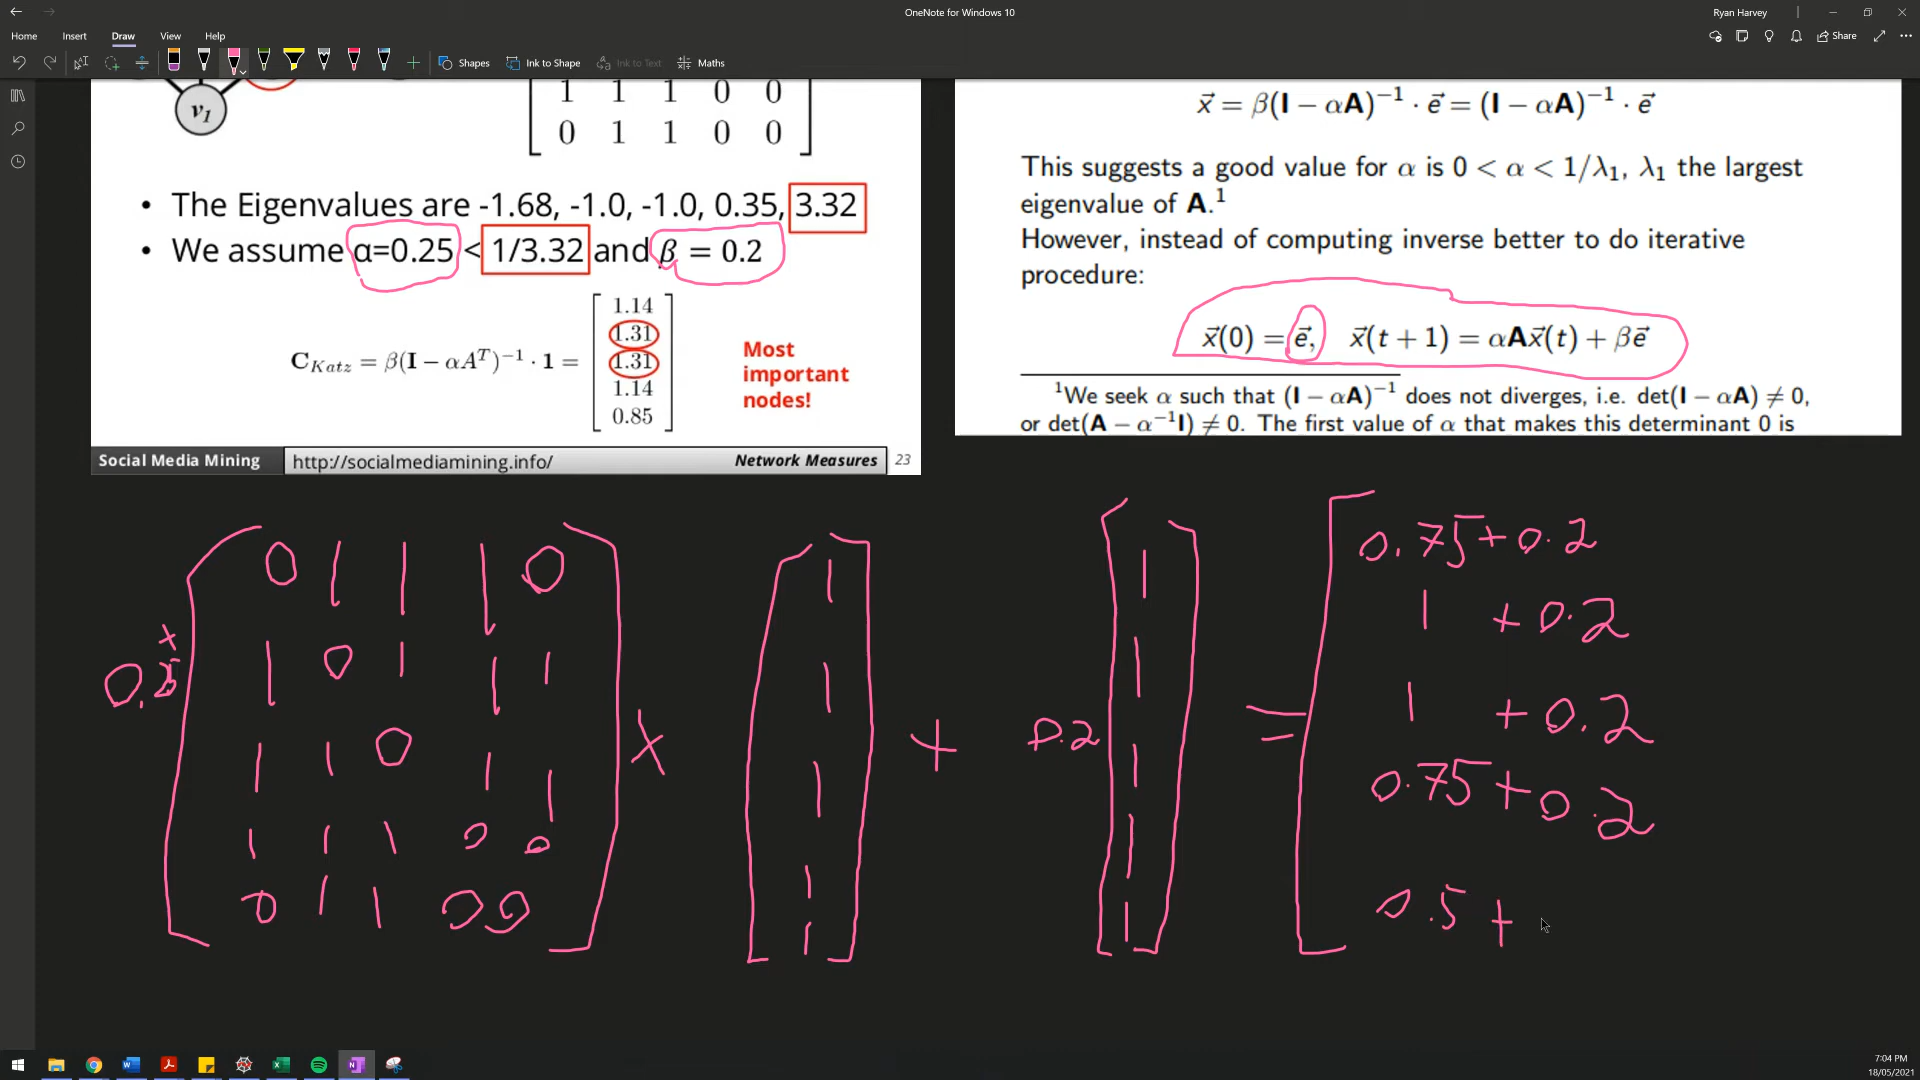 OneNote for Windows 10
Ryan Harvey
Home Insert Draw View Help
Share
Shapes Ink to Shape Ink to Text Maths
v₁
1 1 1 0 0
0 1 1 0 0
• The Eigenvalues are -1.68, -1.0, -1.0, 0.35, 3.32
• We assume α=0.25 < 1/3.32 and β = 0.2
C_Katz = β(I − αAᵀ)⁻¹ · 1 =
1.14
1.31
1.31
1.14
0.85
Most
important
nodes!
Social Media Mining http://socialmediamining.info/ Network Measures 23
x⃗ = β(I − αA)⁻¹ · e⃗ = (I − αA)⁻¹ · e⃗
This suggests a good value for α is 0 < α < 1/λ₁, λ₁ the largest
eigenvalue of A.¹
However, instead of computing inverse better to do iterative
procedure:
x⃗(0) = e⃗, x⃗(t + 1) = αAx⃗(t) + βe⃗
¹We seek α such that (I − αA)⁻¹ does not diverges, i.e. det(I − αA) ≠ 0,
or det(A − α⁻¹I) ≠ 0. The first value of α that makes this determinant 0 is
0 1 1 1 0 1 1 0.75+0.2
1 0 1 1 1 1 1 1 +0.2
0.25 × 1 1 0 1 1 × 1 + 0.2 1 = 1 +0.2
1 1 1 0 0 1 1 0.75+0.2
0 1 1 0 0 1 1 0.5 +
7:04 PM
18/05/2021